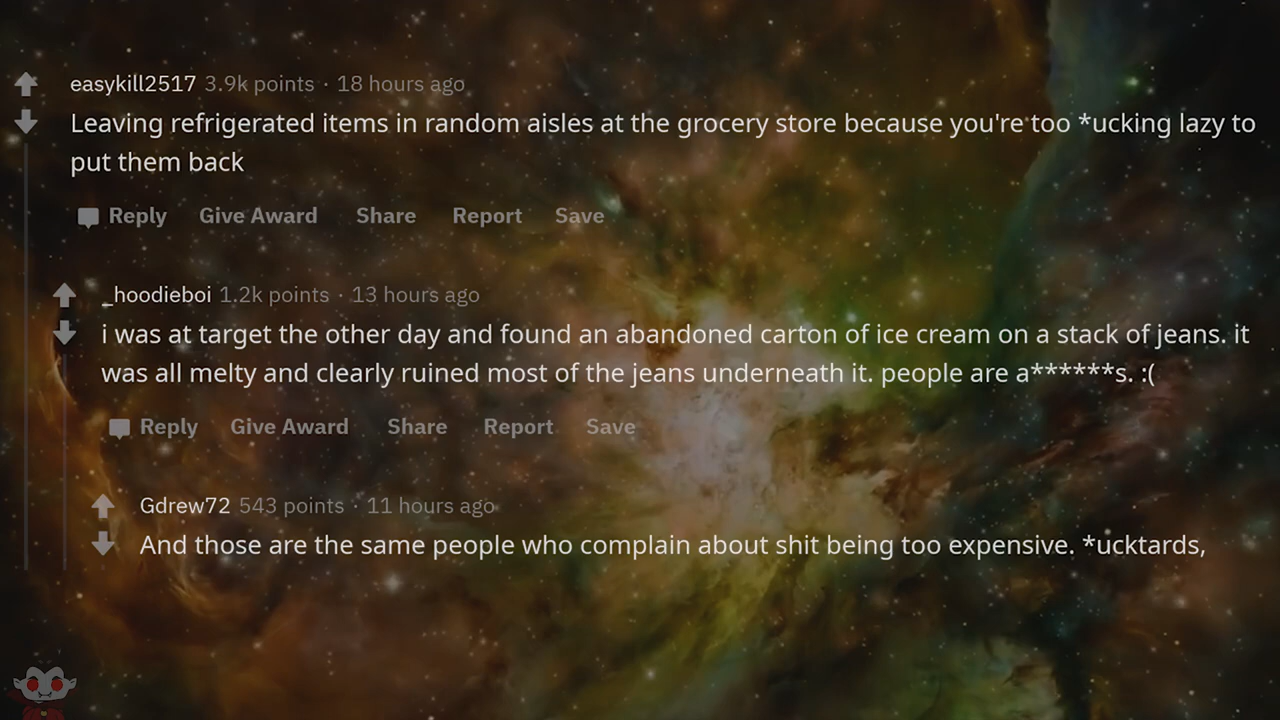 easykill2517 3.9k points · 18 hours ago
Leaving refrigerated items in random aisles at the grocery store because you're too *ucking lazy to
put them back
Reply Give Award Share Report Save
_hoodieboi 1.2k points · 13 hours ago
i was at target the other day and found an abandoned carton of ice cream on a stack of jeans. it
was all melty and clearly ruined most of the jeans underneath it. people are a******s. :(
Reply Give Award Share Report Save
Gdrew72 543 points · 11 hours ago
And those are the same people who complain about shit being too expensive. *ucktards,